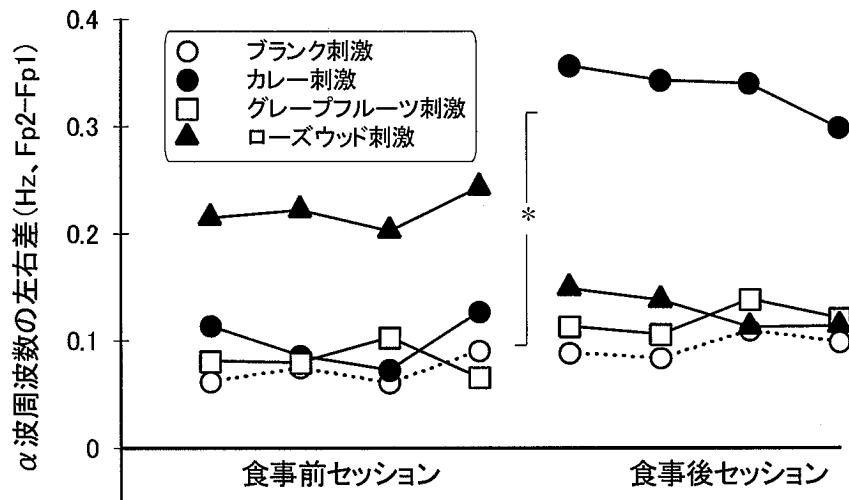 0.4
0.3
0.2
0.1
0
α波周波数の左右差(Hz、Fp2-Fp1)
ブランク刺激
カレー刺激
グレープフルーツ刺激
ローズウッド刺激
*
食事前セッション
食事後セッション